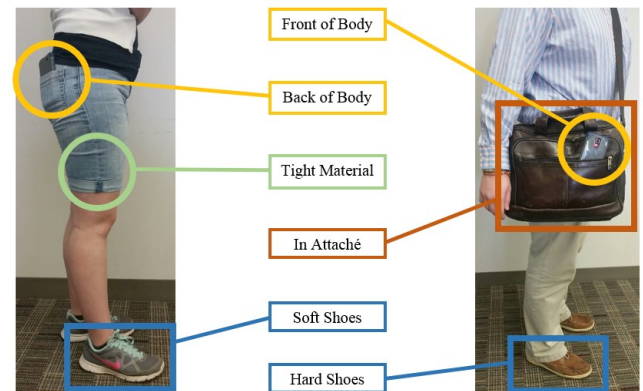 Front of Body
Back of Body
Tight Material
In Attaché
Soft Shoes
Hard Shoes